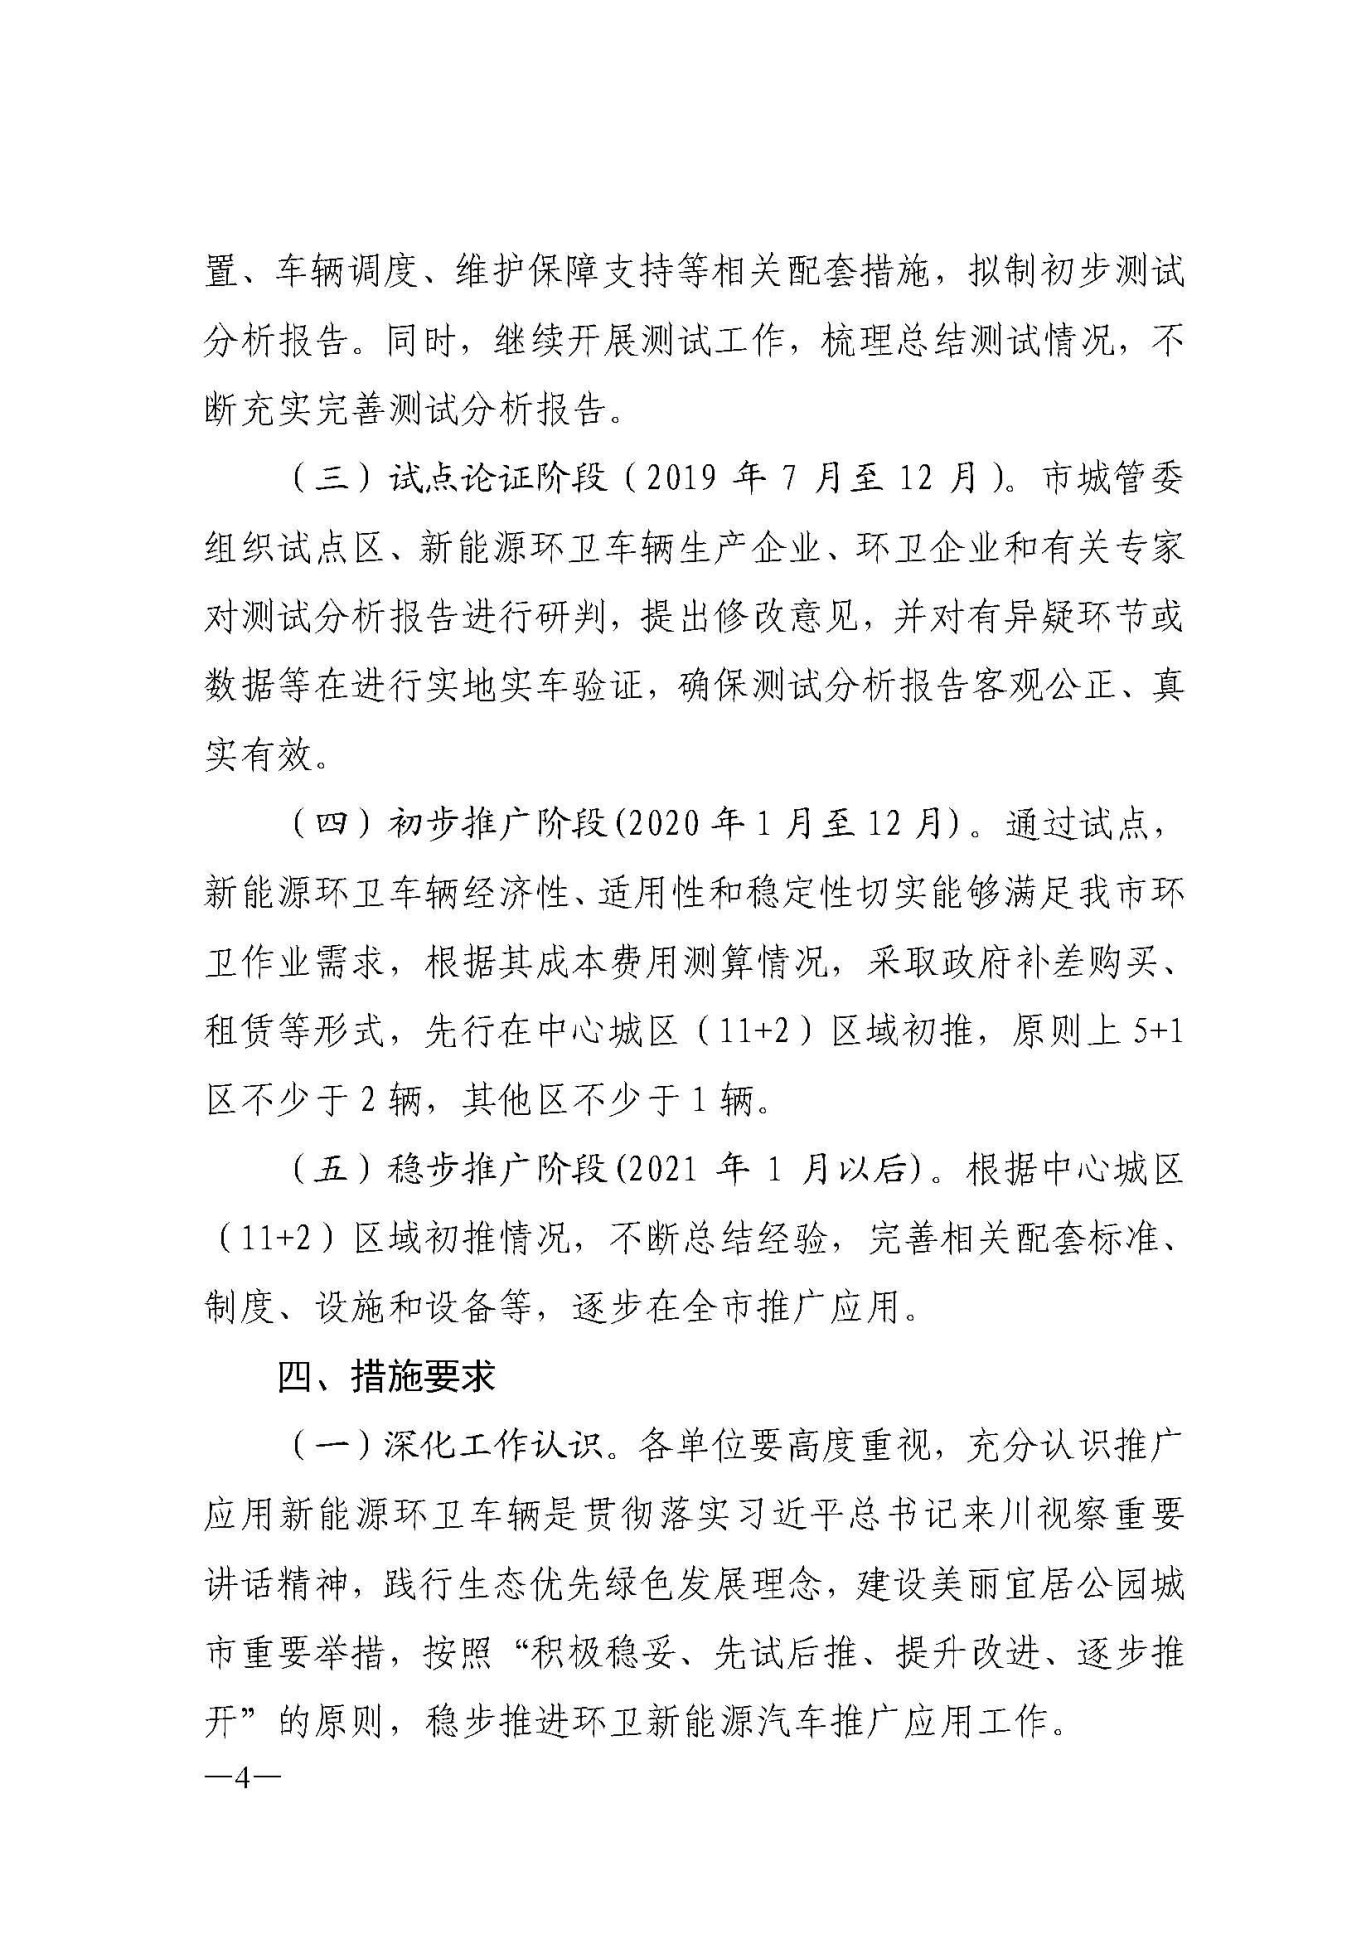 置、车辆调度、维护保障支持等相关配套措施，拟制初步测试
分析报告。同时，继续开展测试工作，梳理总结测试情况，不
断充实完善测试分析报告。
（三）试点论证阶段（2019 年 7 月至 12 月）。市城管委
组织试点区、新能源环卫车辆生产企业、环卫企业和有关专家
对测试分析报告进行研判，提出修改意见，并对有异疑环节或
数据等在进行实地实车验证，确保测试分析报告客观公正、真
实有效。
（四）初步推广阶段(2020 年 1 月至 12 月)。通过试点，
新能源环卫车辆经济性、适用性和稳定性切实能够满足我市环
卫作业需求，根据其成本费用测算情况，采取政府补差购买、
租赁等形式，先行在中心城区（11+2）区域初推，原则上 5+1
区不少于 2 辆，其他区不少于 1 辆。
（五）稳步推广阶段(2021 年 1 月以后)。根据中心城区
（11+2）区域初推情况，不断总结经验，完善相关配套标准、
制度、设施和设备等，逐步在全市推广应用。
四、措施要求
（一）深化工作认识。各单位要高度重视，充分认识推广
应用新能源环卫车辆是贯彻落实习近平总书记来川视察重要
讲话精神，践行生态优先绿色发展理念，建设美丽宜居公园城
市重要举措，按照“积极稳妥、先试后推、提升改进、逐步推
开”的原则，稳步推进环卫新能源汽车推广应用工作。
—4—